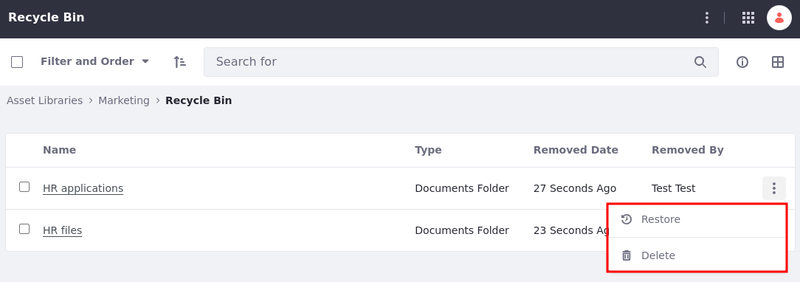 Recycle Bin
Filter and Order
Search for
Asset Libraries > Marketing > Recycle Bin
Name Type Removed Date Removed By
HR applications Documents Folder 27 Seconds Ago Test Test
Restore
HR files Documents Folder 23 Seconds Ag
Delete